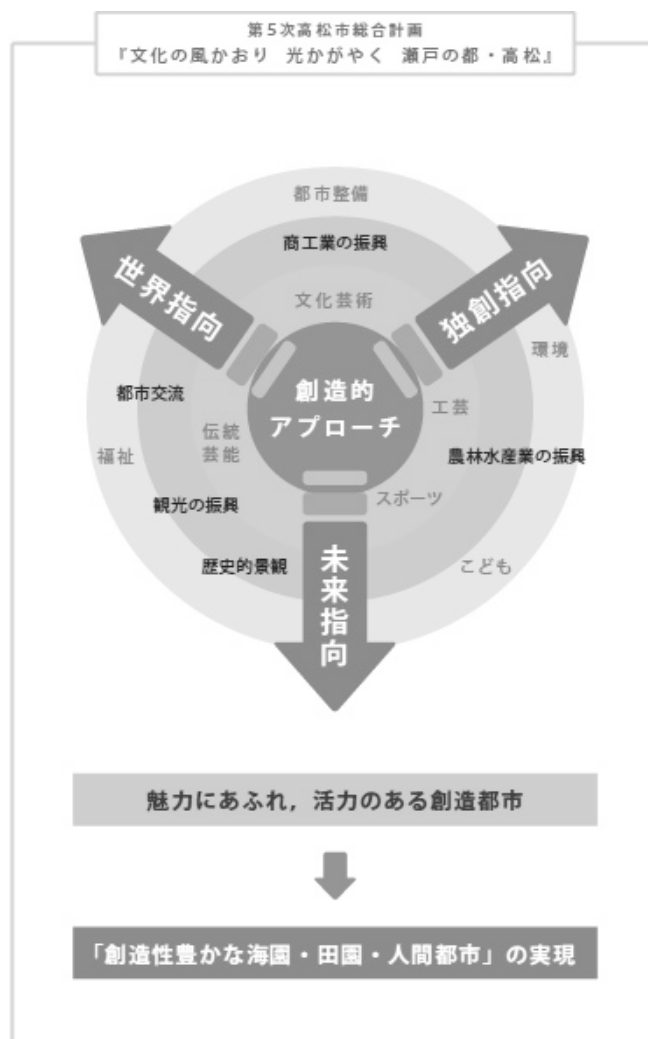 第5次高松市総合計画
『文化の風かおり 光かがやく 瀬戸の都・高松』
都市整備
商工業の振興
文化芸術
世界指向
独創指向
環境
創造的
アプローチ
都市交流
工芸
伝統
芸能
福祉
農林水産業の振興
スポーツ
観光の振興
歴史的景観
こども
未来指向
魅力にあふれ，活力のある創造都市
「創造性豊かな海園・田園・人間都市」の実現